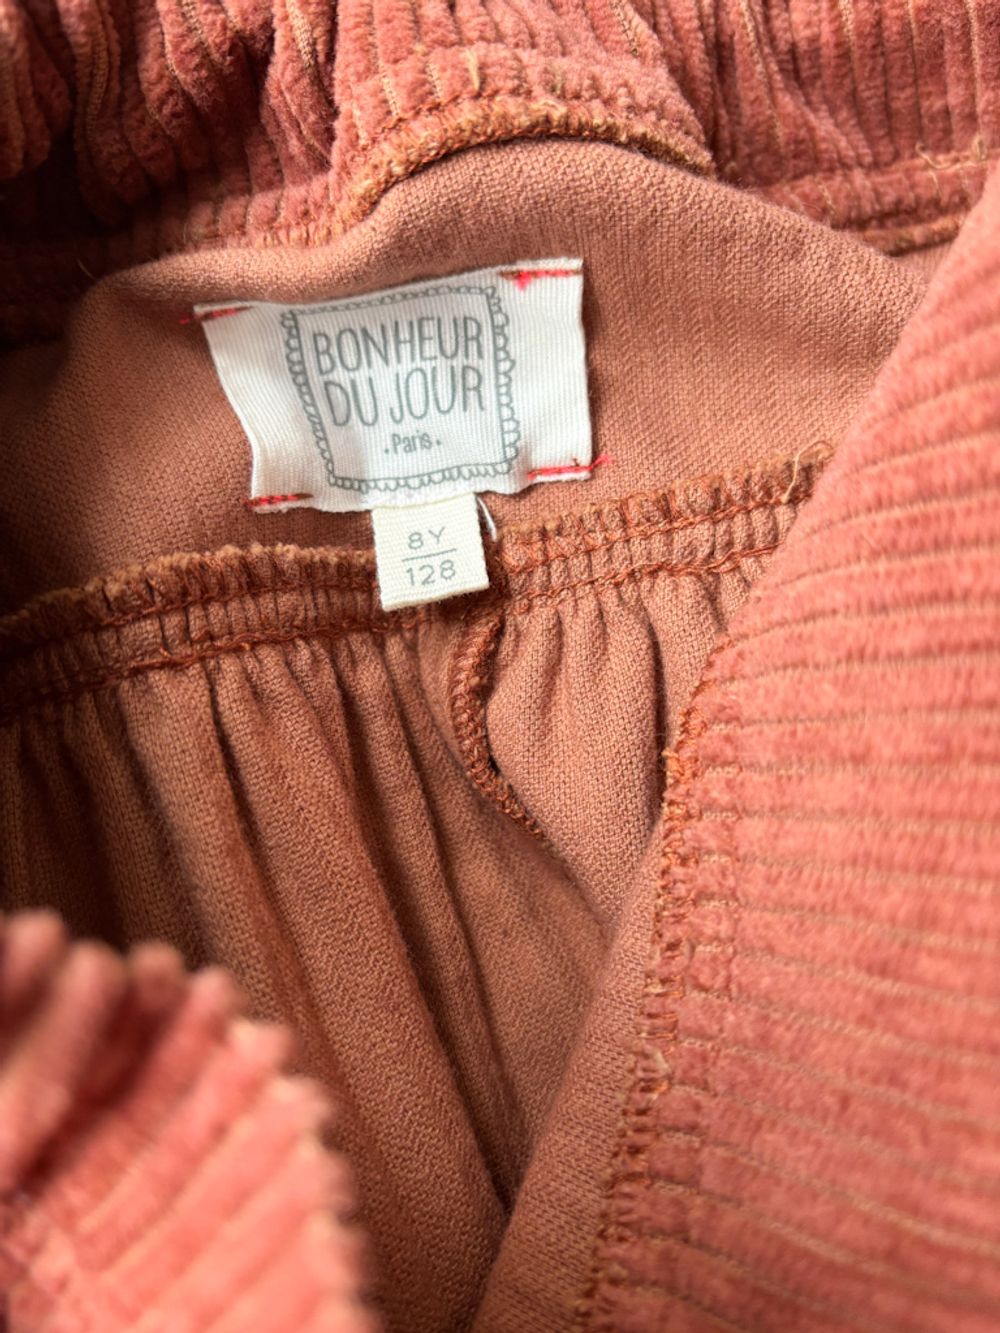 BONHEUR
DU JOUR
.Paris.
8Y
128